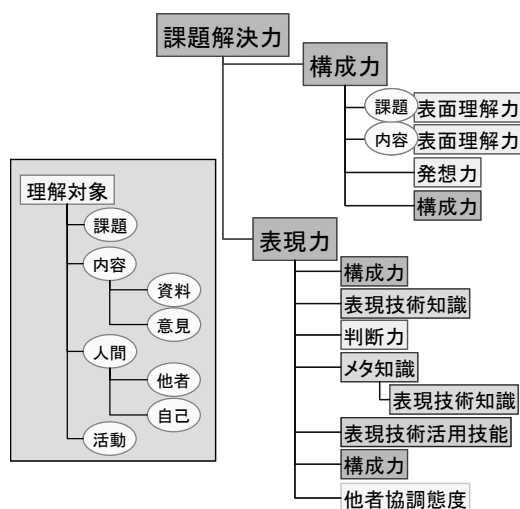 課題解決力
構成力
課題 表面理解力
内容 表面理解力
発想力
構成力
表現力
構成力
表現技術知識
判断力
メタ知識
表現技術知識
表現技術活用技能
構成力
他者協調態度
理解対象
課題
内容
資料
意見
人間
他者
自己
活動